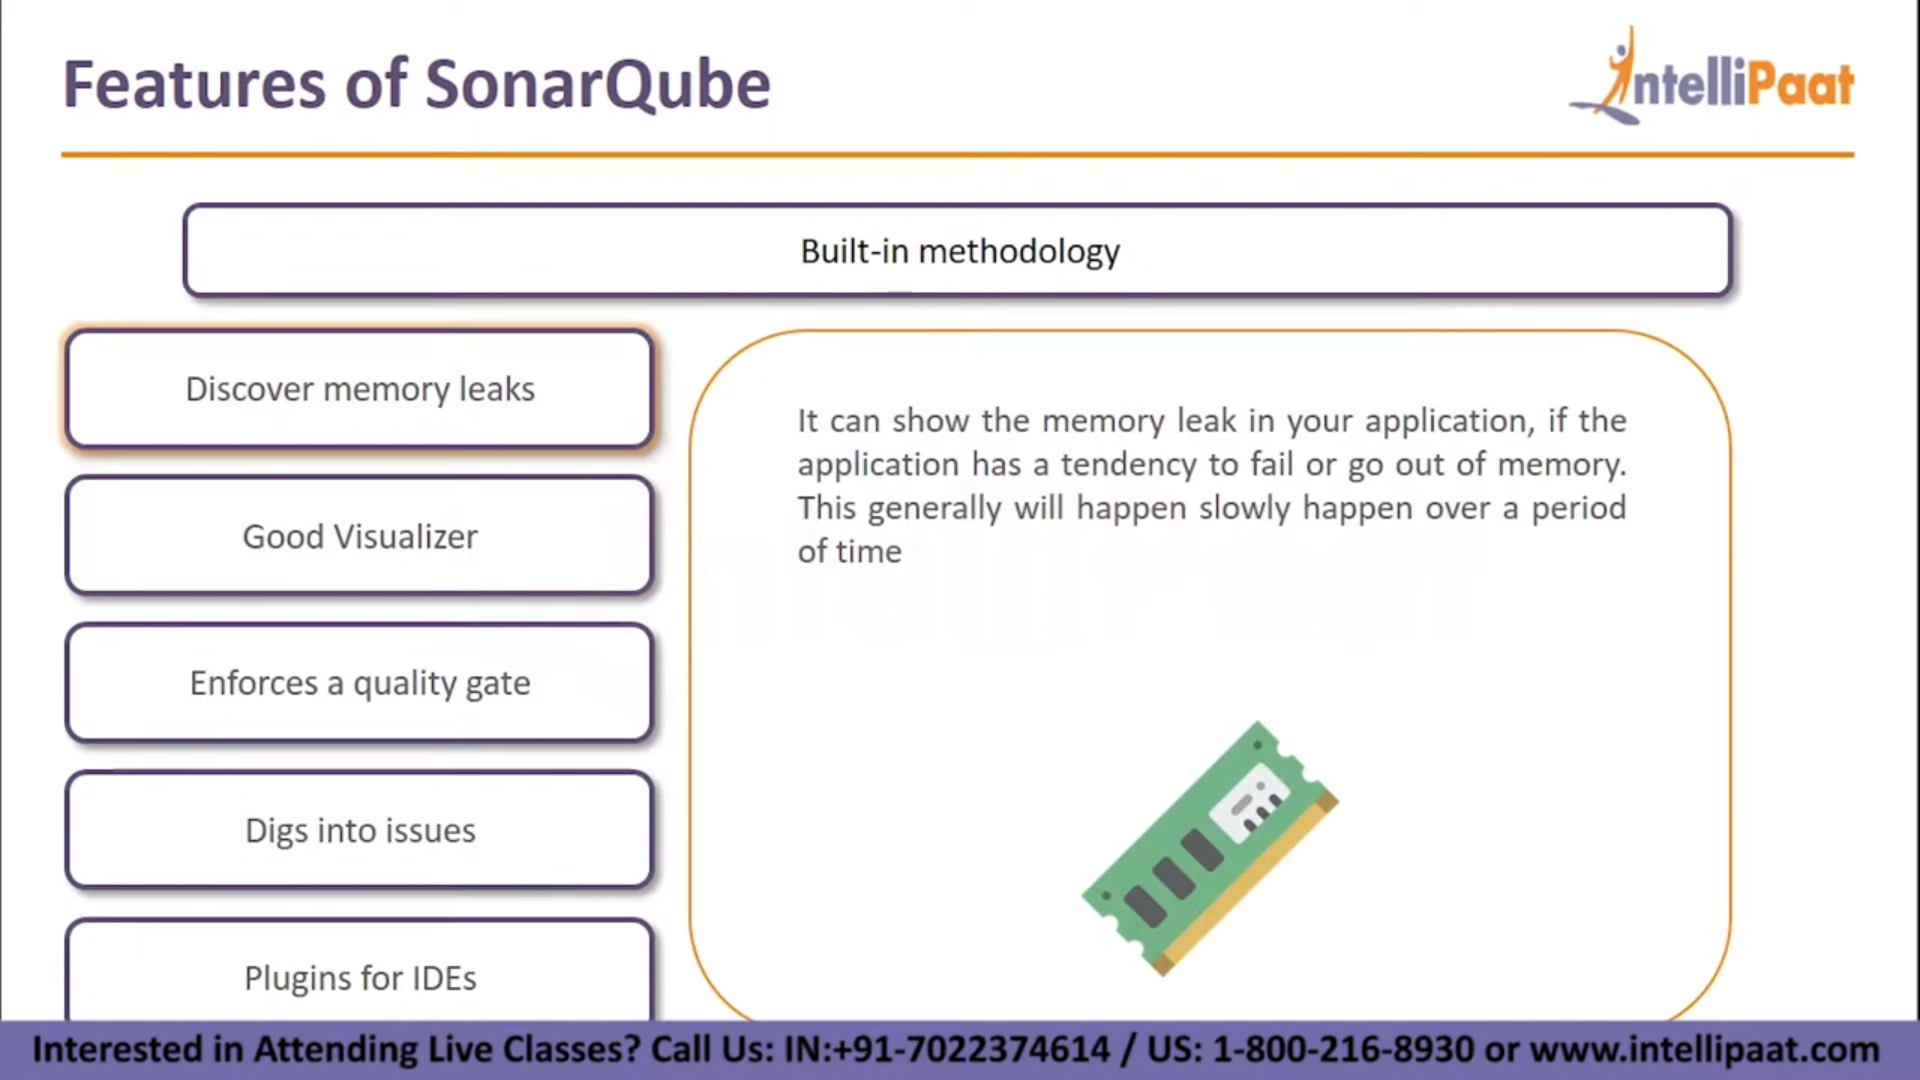 Features of SonarQube
IntelliPaat
Built-in methodology
Discover memory leaks
Good Visualizer
Enforces a quality gate
Digs into issues
Plugins for IDEs
It can show the memory leak in your application, if the
application has a tendency to fail or go out of memory.
This generally will happen slowly happen over a period
of time
Interested in Attending Live Classes? Call Us: IN:+91-7022374614 / US: 1-800-216-8930 or www.intellipaat.com